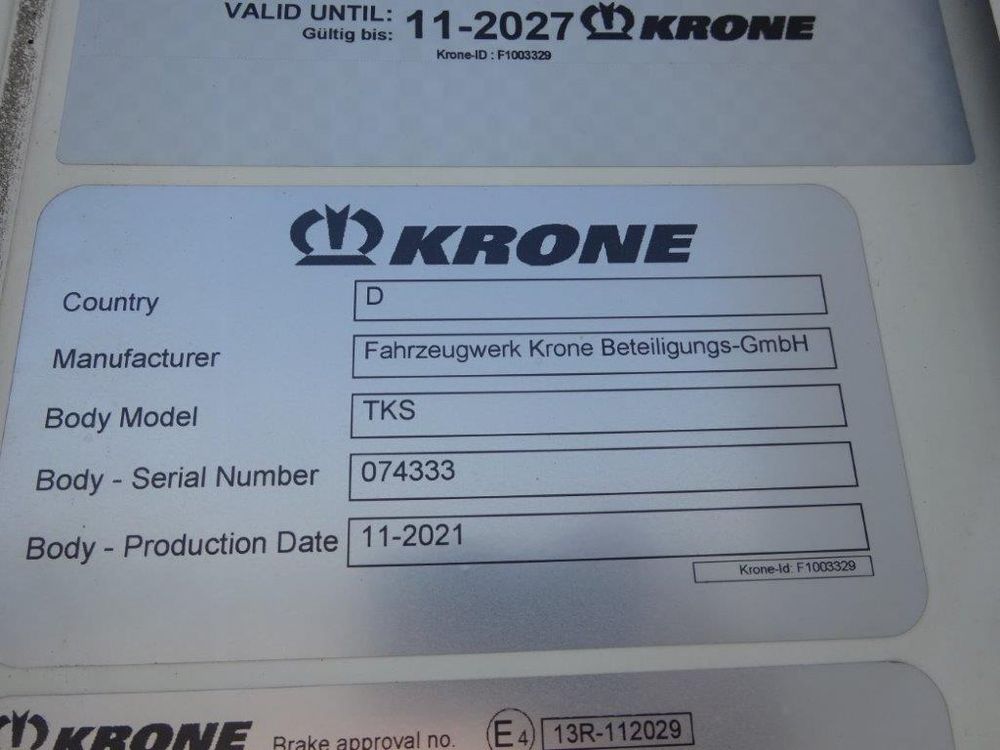 VALID UNTIL: 11-2027 KRONE
Gültig bis:
Krone-ID : F1003329
KRONE
Country D
Manufacturer Fahrzeugwerk Krone Beteiligungs-GmbH
Body Model TKS
Body - Serial Number 074333
Body - Production Date 11-2021
Krone-Id: F1003329
KRONE Brake approval no. E4 13R-112029